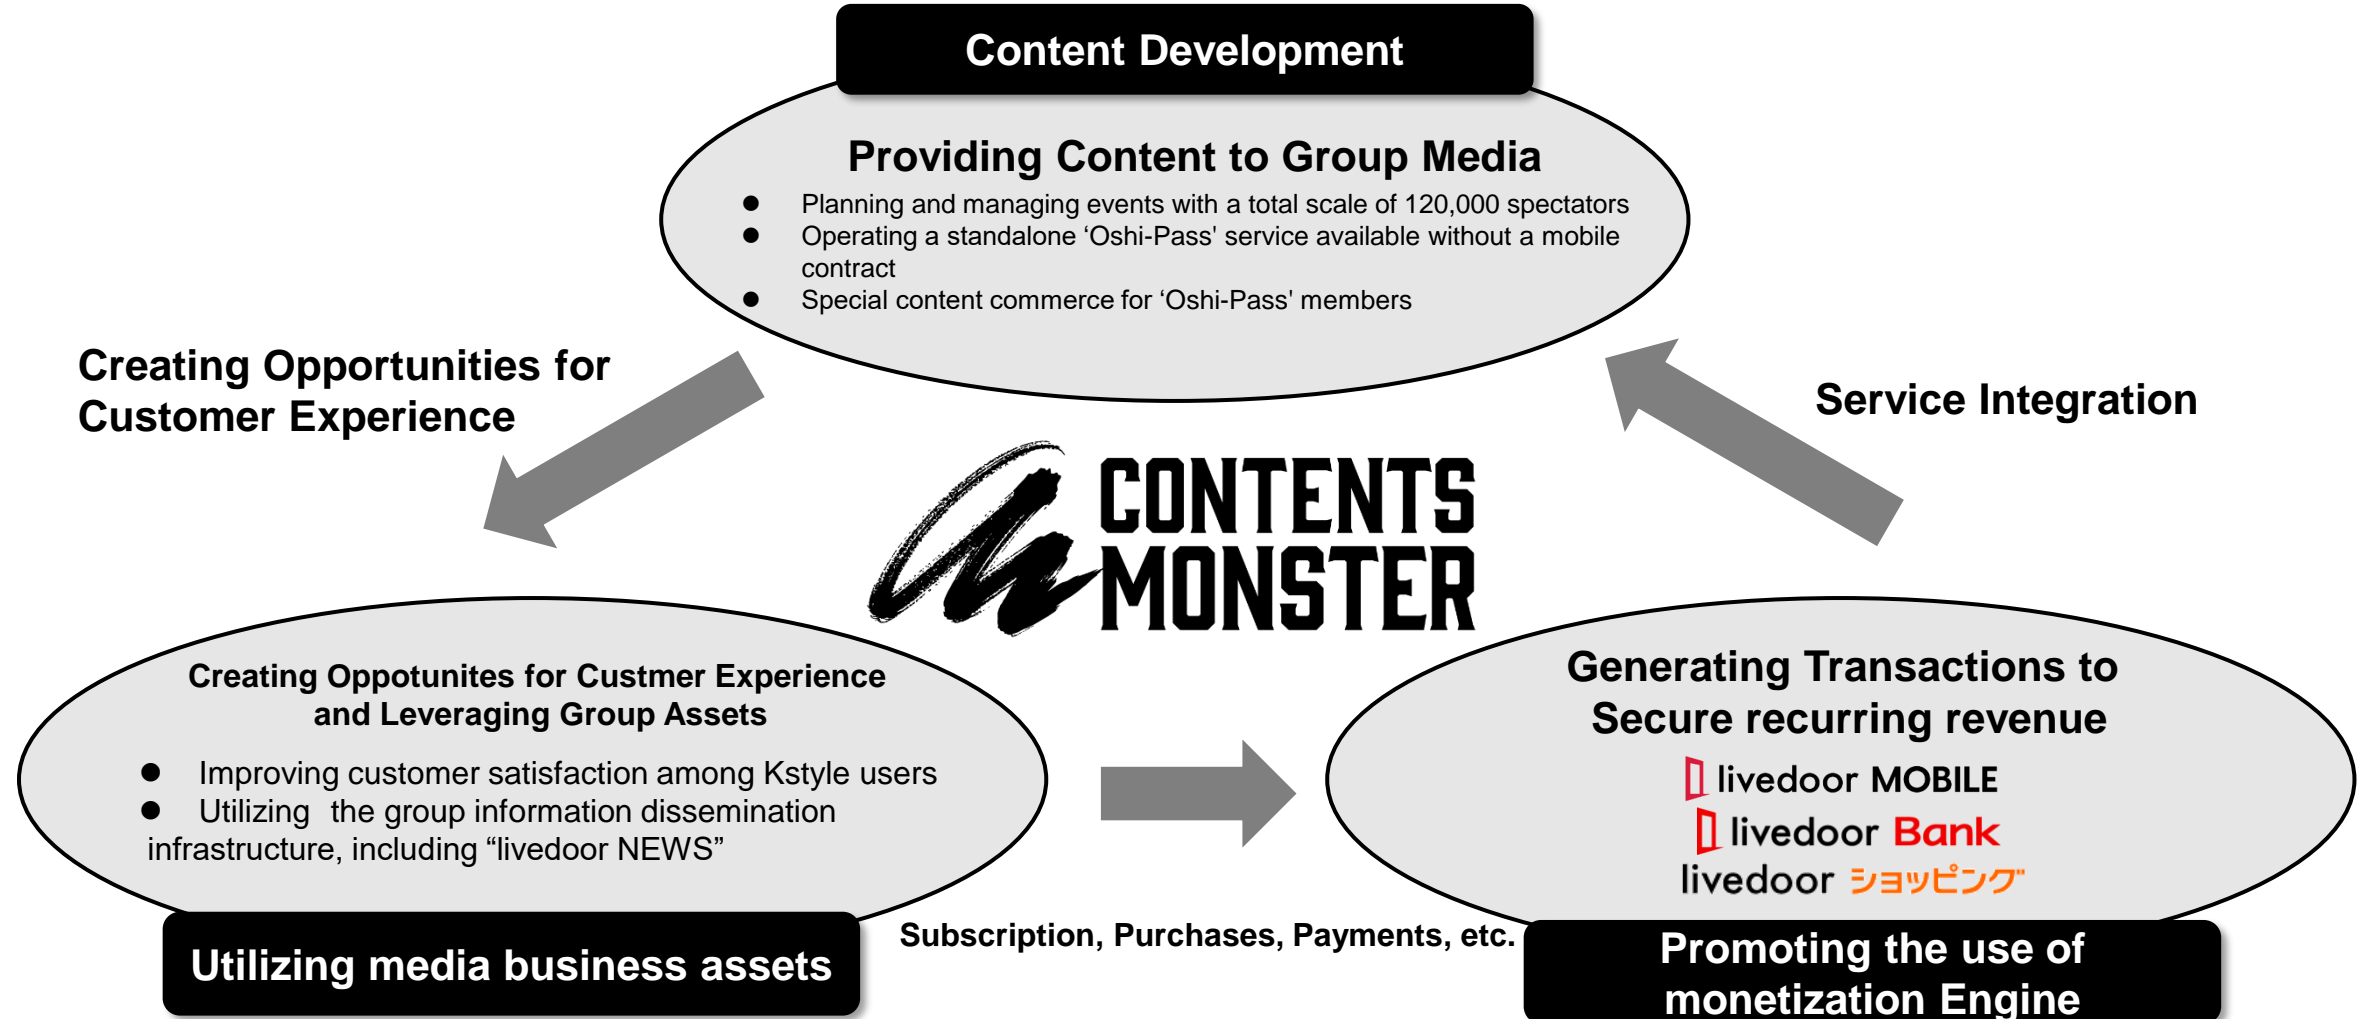 Content Development
Providing Content to Group Media
● Planning and managing events with a total scale of 120,000 spectators
● Operating a standalone ‘Oshi-Pass' service available without a mobile
contract
● Special content commerce for ‘Oshi-Pass' members
Creating Opportunities for
Customer Experience
Service Integration
CONTENTS
MONSTER
Creating Oppotunites for Custmer Experience
and Leveraging Group Assets
● Improving customer satisfaction among Kstyle users
● Utilizing the group information dissemination
infrastructure, including “livedoor NEWS”
Utilizing media business assets
Subscription, Purchases, Payments, etc.
Generating Transactions to
Secure recurring revenue
livedoor MOBILE
livedoor Bank
livedoor ショッピング
Promoting the use of
monetization Engine